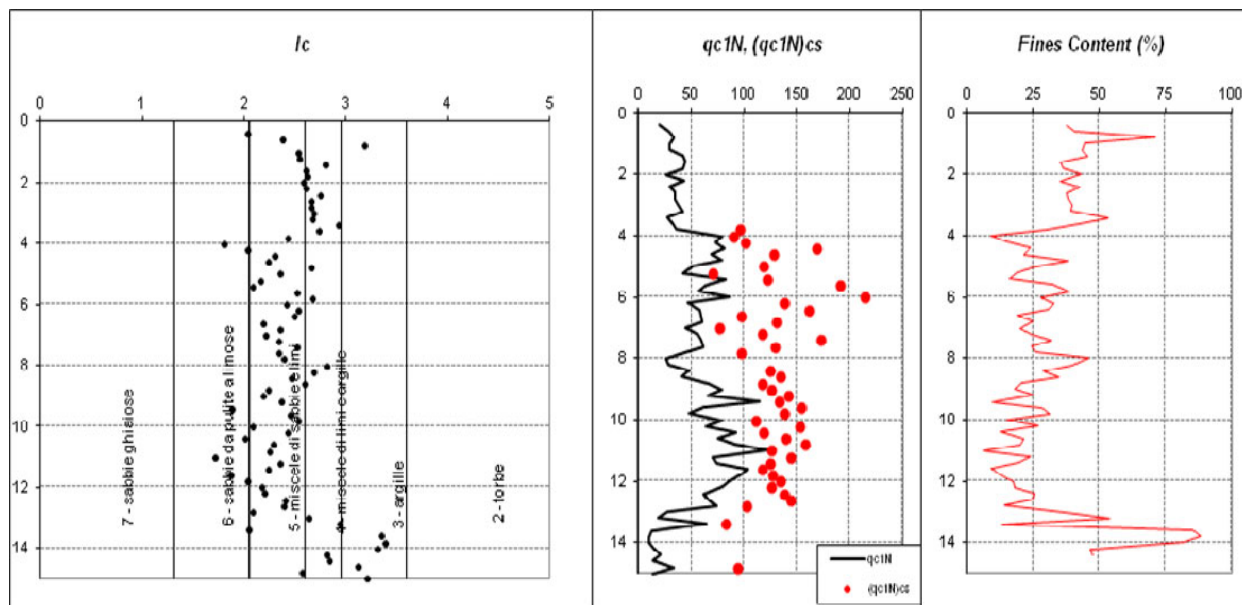 Ic
0 1 2 3 4 5
0
2
4
6
8
10
12
14
7 - sabbie ghiaiose
6 - sabbie da pulite a limose
5 - miscele di sabbie e limi
4 - miscele di limi e argille
3 - argille
2 - torbe
qc1N, (qc1N)cs
0 50 100 150 200 250
0
2
4
6
8
10
12
14
qc1N
(qc1N)cs
Fines Content (%)
0 25 50 75 100
0
2
4
6
8
10
12
14